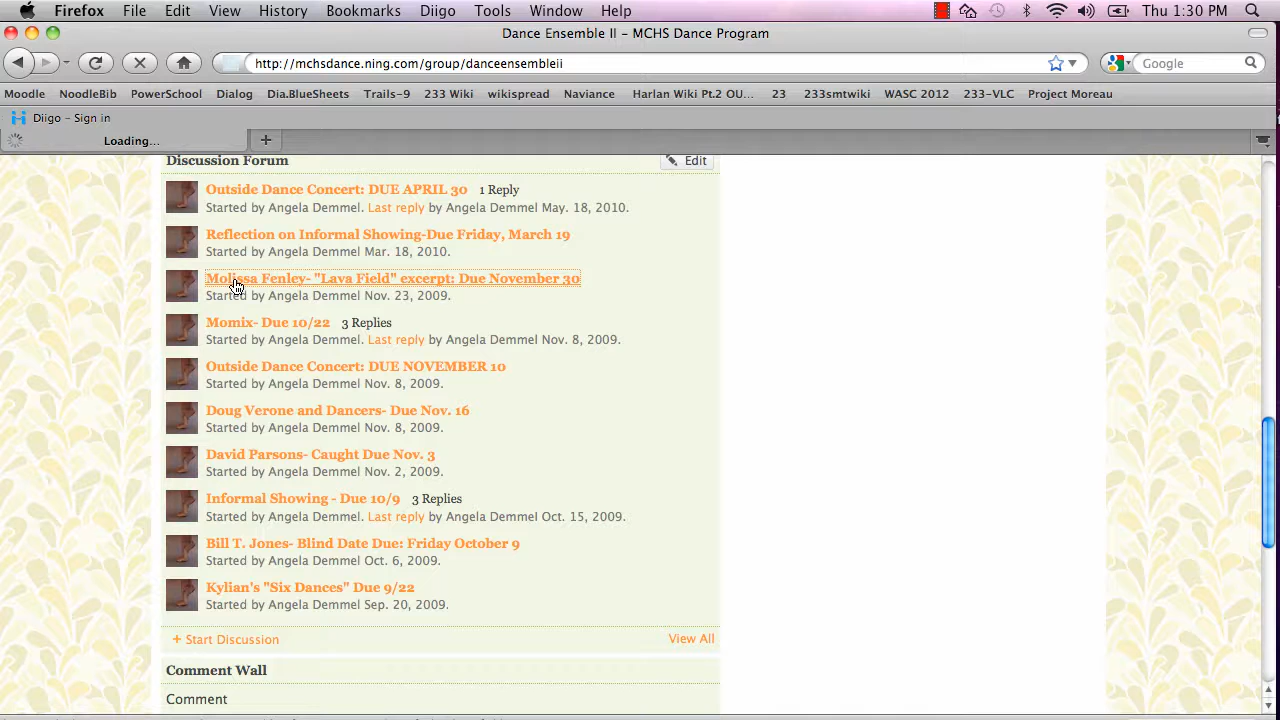 Firefox File Edit View History Bookmarks Diigo Tools Window Help Thu 1:30 PM
Dance Ensemble II – MCHS Dance Program
http://mchsdance.ning.com/group/danceensembleii Google
Moodle NoodleBib PowerSchool Dialog Dia.BlueSheets Trails-9 233 Wiki wikispread Naviance Harlan Wiki Pt.2 OU... 23 233smtwiki WASC 2012 233-VLC Project Moreau
Diigo – Sign in
Loading...
Discussion Forum Edit
Outside Dance Concert: DUE APRIL 30 1 Reply
Started by Angela Demmel. Last reply by Angela Demmel May. 18, 2010.
Reflection on Informal Showing-Due Friday, March 19
Started by Angela Demmel Mar. 18, 2010.
Molissa Fenley- "Lava Field" excerpt: Due November 30
Started by Angela Demmel Nov. 23, 2009.
Momix- Due 10/22 3 Replies
Started by Angela Demmel. Last reply by Angela Demmel Nov. 8, 2009.
Outside Dance Concert: DUE NOVEMBER 10
Started by Angela Demmel Nov. 8, 2009.
Doug Verone and Dancers- Due Nov. 16
Started by Angela Demmel Nov. 8, 2009.
David Parsons- Caught Due Nov. 3
Started by Angela Demmel Nov. 2, 2009.
Informal Showing - Due 10/9 3 Replies
Started by Angela Demmel. Last reply by Angela Demmel Oct. 15, 2009.
Bill T. Jones- Blind Date Due: Friday October 9
Started by Angela Demmel Oct. 6, 2009.
Kylian's "Six Dances" Due 9/22
Started by Angela Demmel Sep. 20, 2009.
+ Start Discussion View All
Comment Wall
Comment